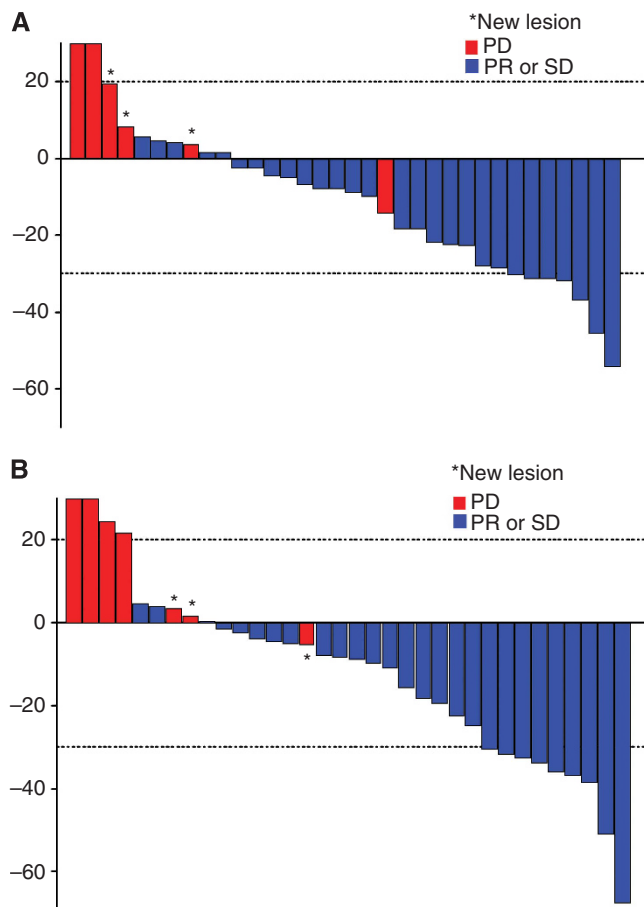 A
*New lesion
PD
PR or SD
20
*
*
*
0
–20
–40
–60
B
*New lesion
PD
PR or SD
20
*
*
0
*
–20
–40
–60